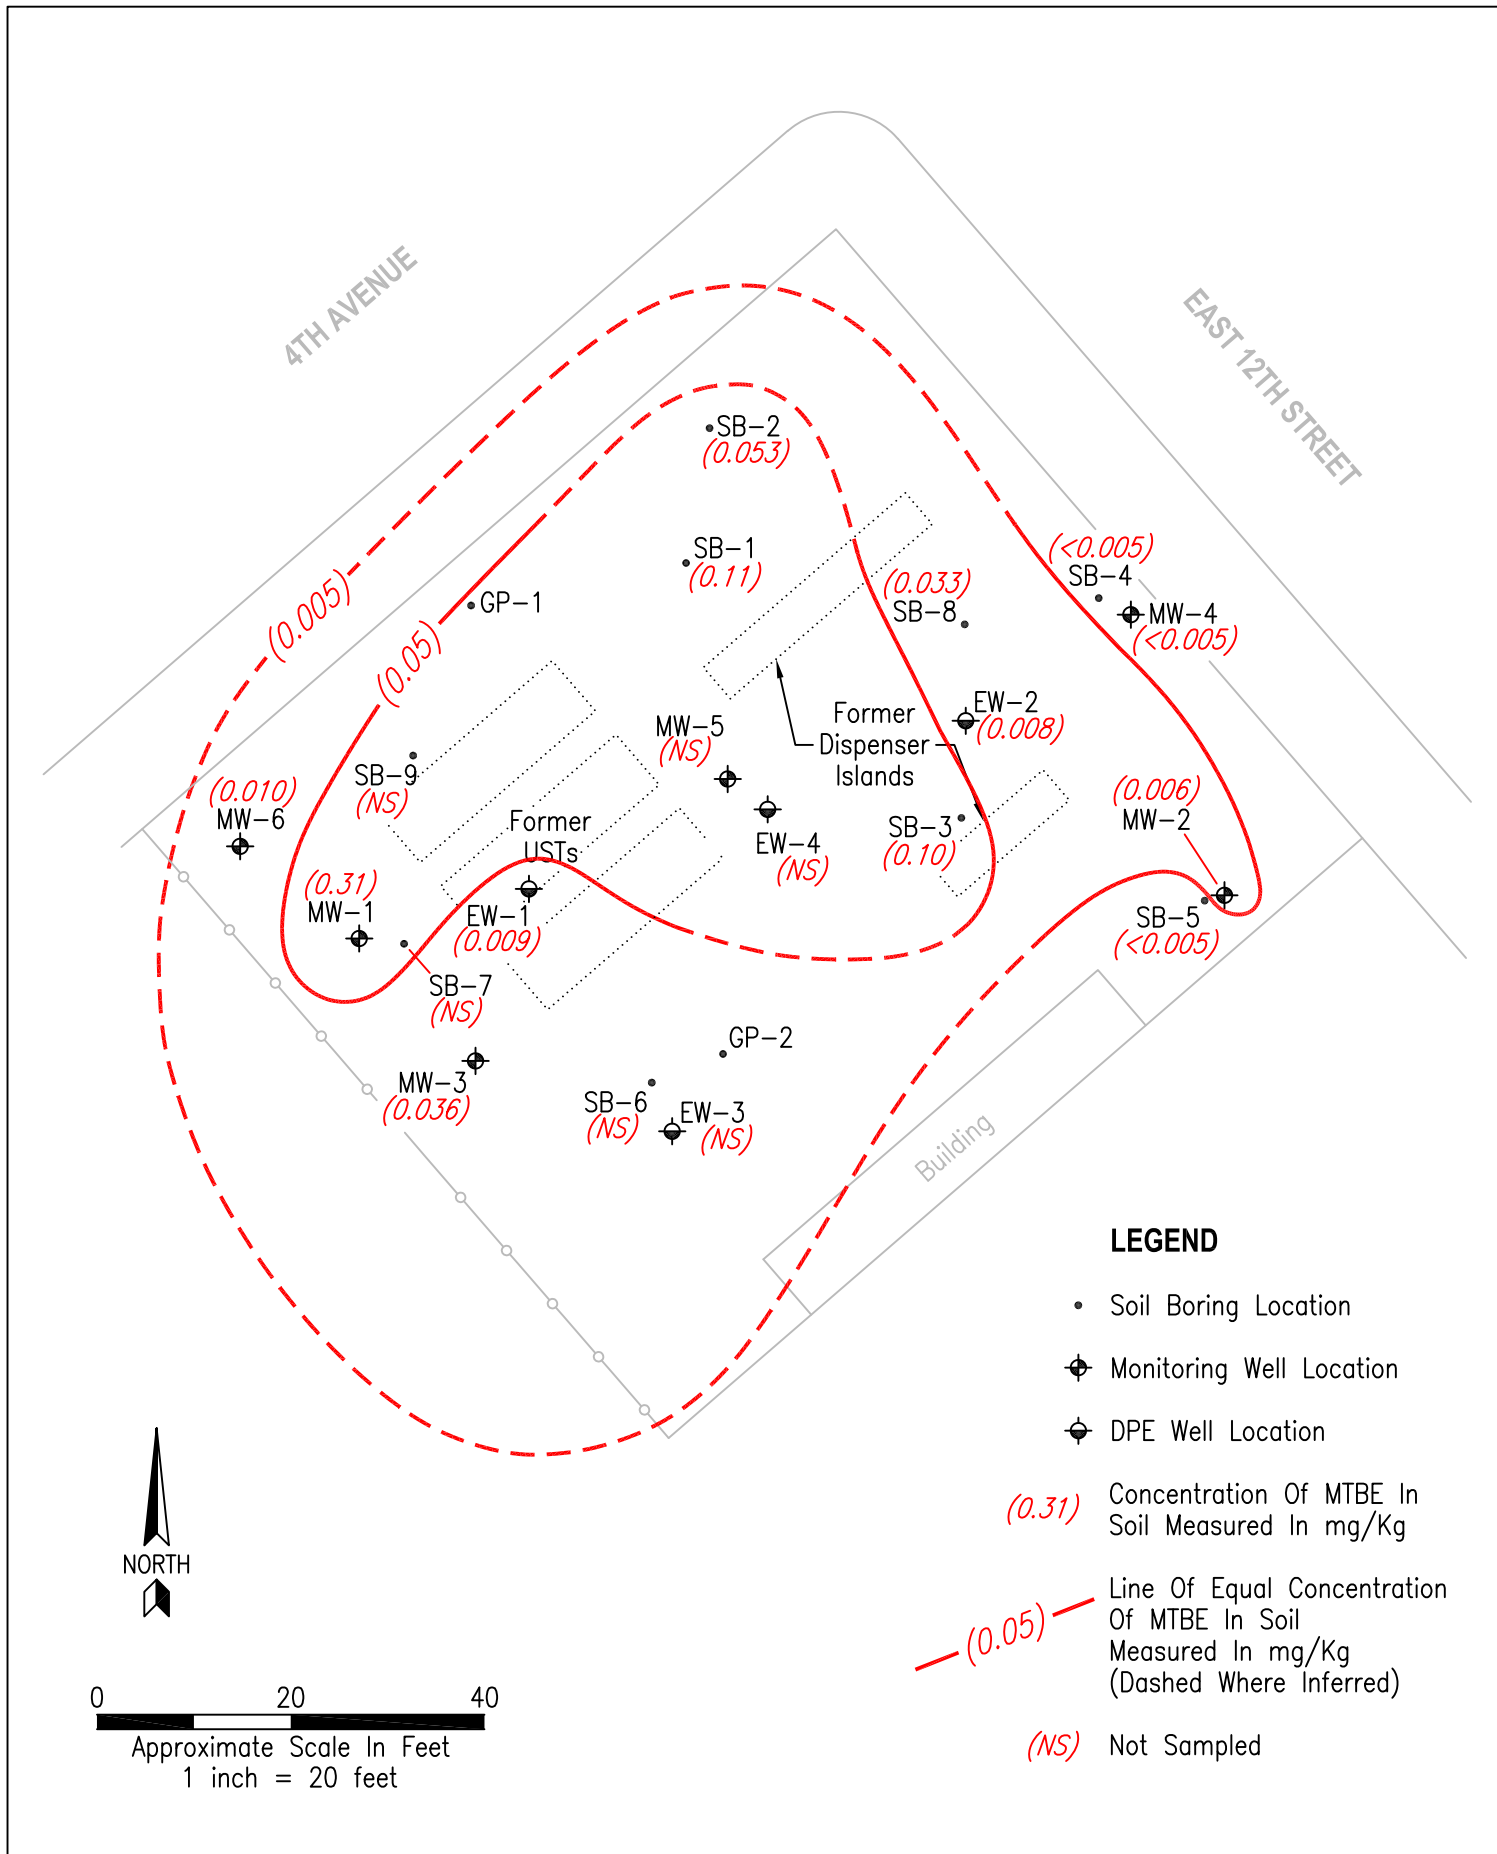 4TH AVENUE
EAST 12TH STREET
SB-2
(0.053)
SB-1
(0.11)
(<0.005)
SB-4
(0.033)
SB-8
MW-4
(<0.005)
GP-1
(0.005)
(0.05)
EW-2
(0.008)
MW-5
(NS)
Former
Dispenser
Islands
SB-9
(NS)
(0.010)
MW-6
(0.006)
MW-2
Former
USTs
EW-4
(NS)
SB-3
(0.10)
(0.31)
MW-1
EW-1
(0.009)
SB-5
(<0.005)
SB-7
(NS)
GP-2
MW-3
(0.036)
SB-6
(NS)
EW-3
(NS)
Building
LEGEND
Soil Boring Location
Monitoring Well Location
DPE Well Location
(0.31)
Concentration Of MTBE In
Soil Measured In mg/Kg
(0.05)
Line Of Equal Concentration
Of MTBE In Soil
Measured In mg/Kg
(Dashed Where Inferred)
(NS)
Not Sampled
NORTH
0 20 40
Approximate Scale In Feet
1 inch = 20 feet